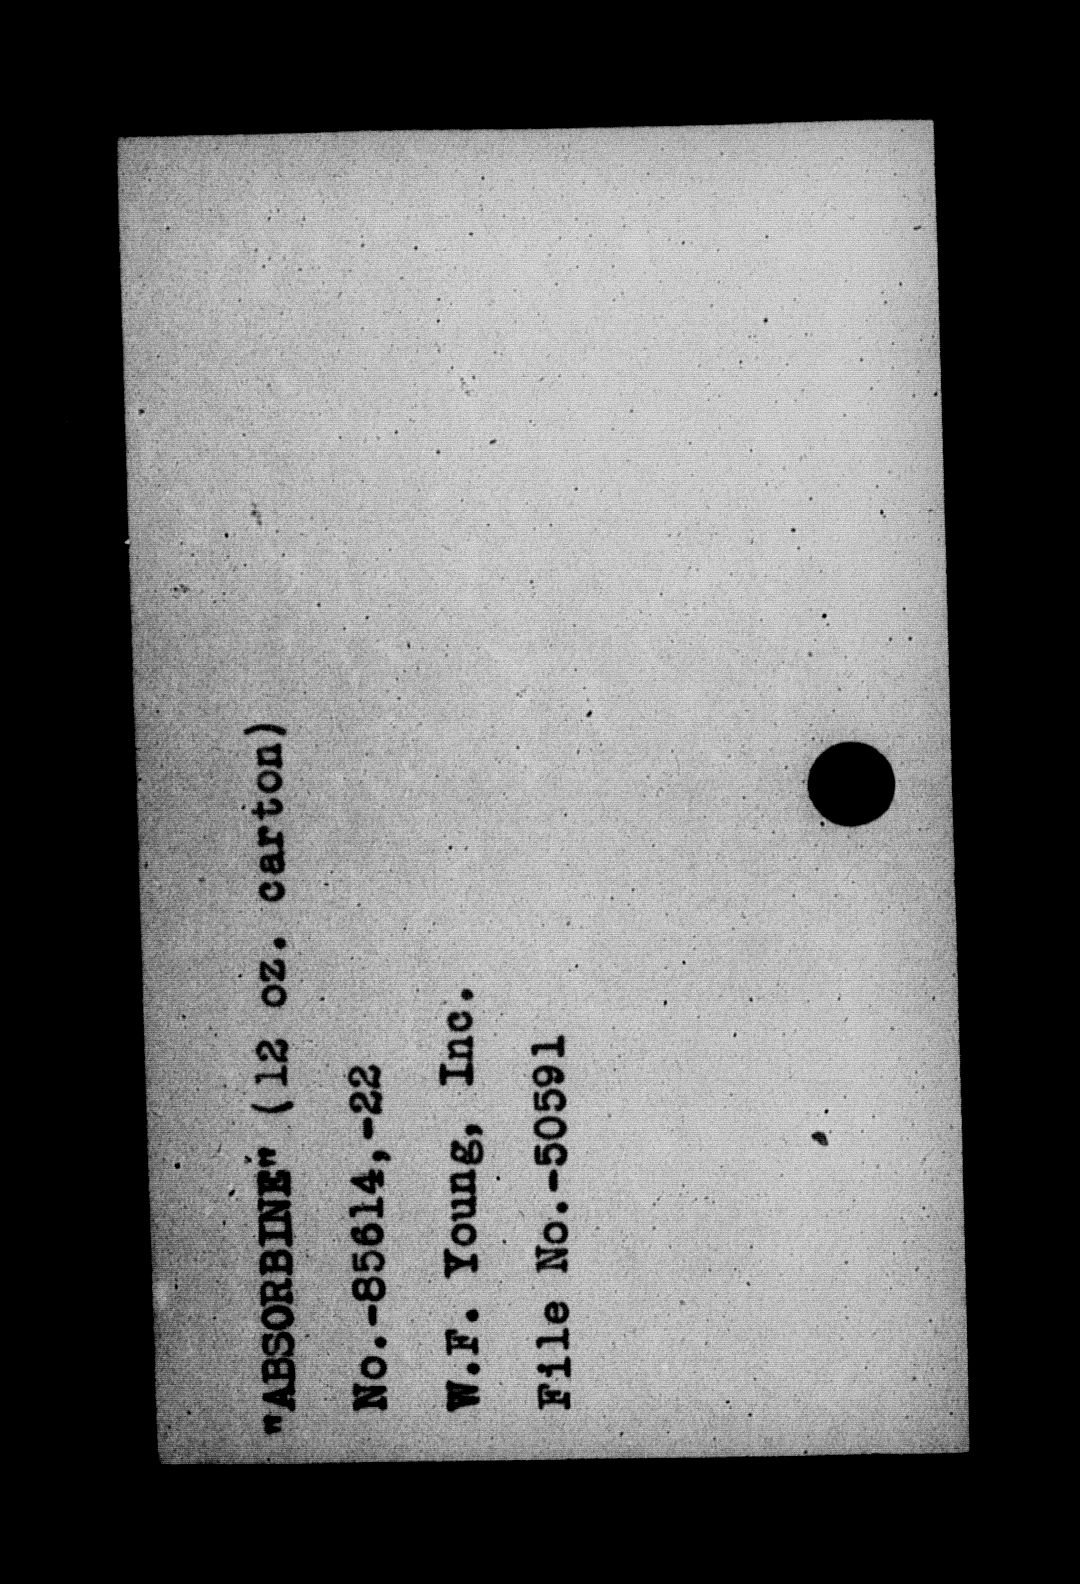 "ABSORBINE" (12 oz. carton)
No.-85614,-22
W.F. Young, Inc.
File No.-50591